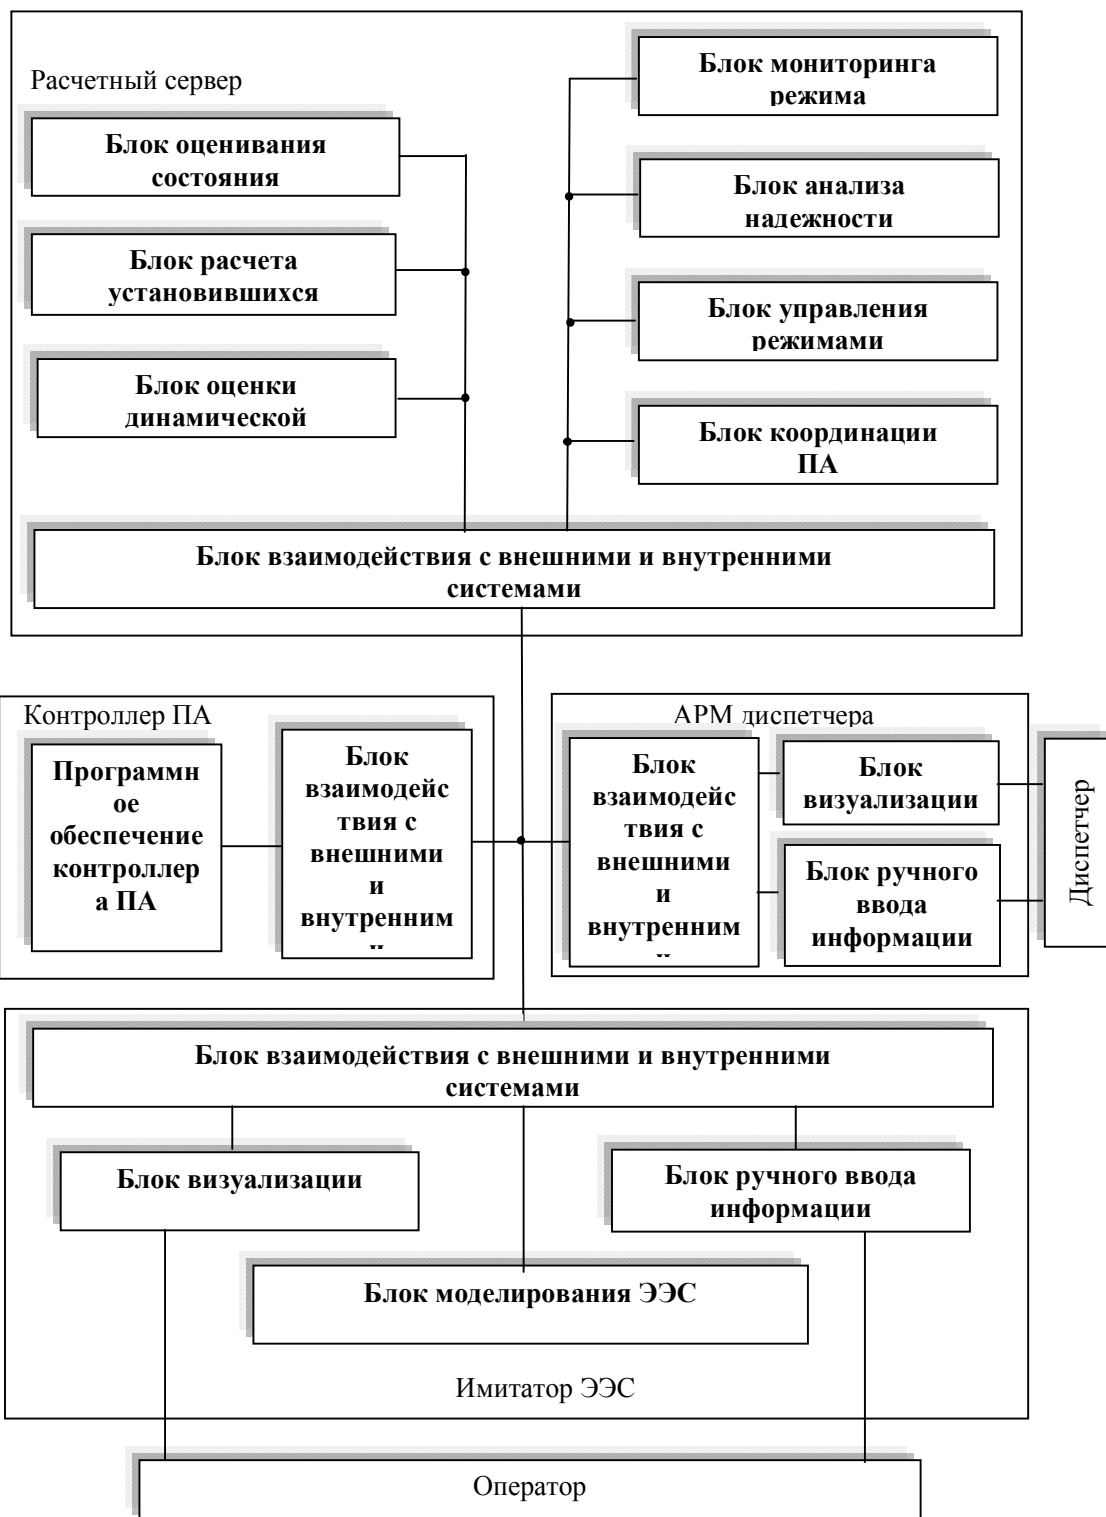 Расчетный сервер
Блок оценивания
состояния
Блок расчета
установившихся
Блок оценки
динамической
Блок мониторинга
режима
Блок анализа
надежности
Блок управления
режимами
Блок координации
ПА
Блок взаимодействия с внешними и внутренними
системами
Контроллер ПА
Программн
ое
обеспечение
контроллер
а ПА
Блок
взаимодейс
твия с
внешними
и
внутренним
и
АРМ диспетчера
Блок
взаимодейс
твия с
внешними
и
внутренним
и
Блок
визуализации
Блок ручного
ввода
информации
Диспетчер
Блок взаимодействия с внешними и внутренними
системами
Блок визуализации
Блок ручного ввода
информации
Блок моделирования ЭЭС
Имитатор ЭЭС
Оператор